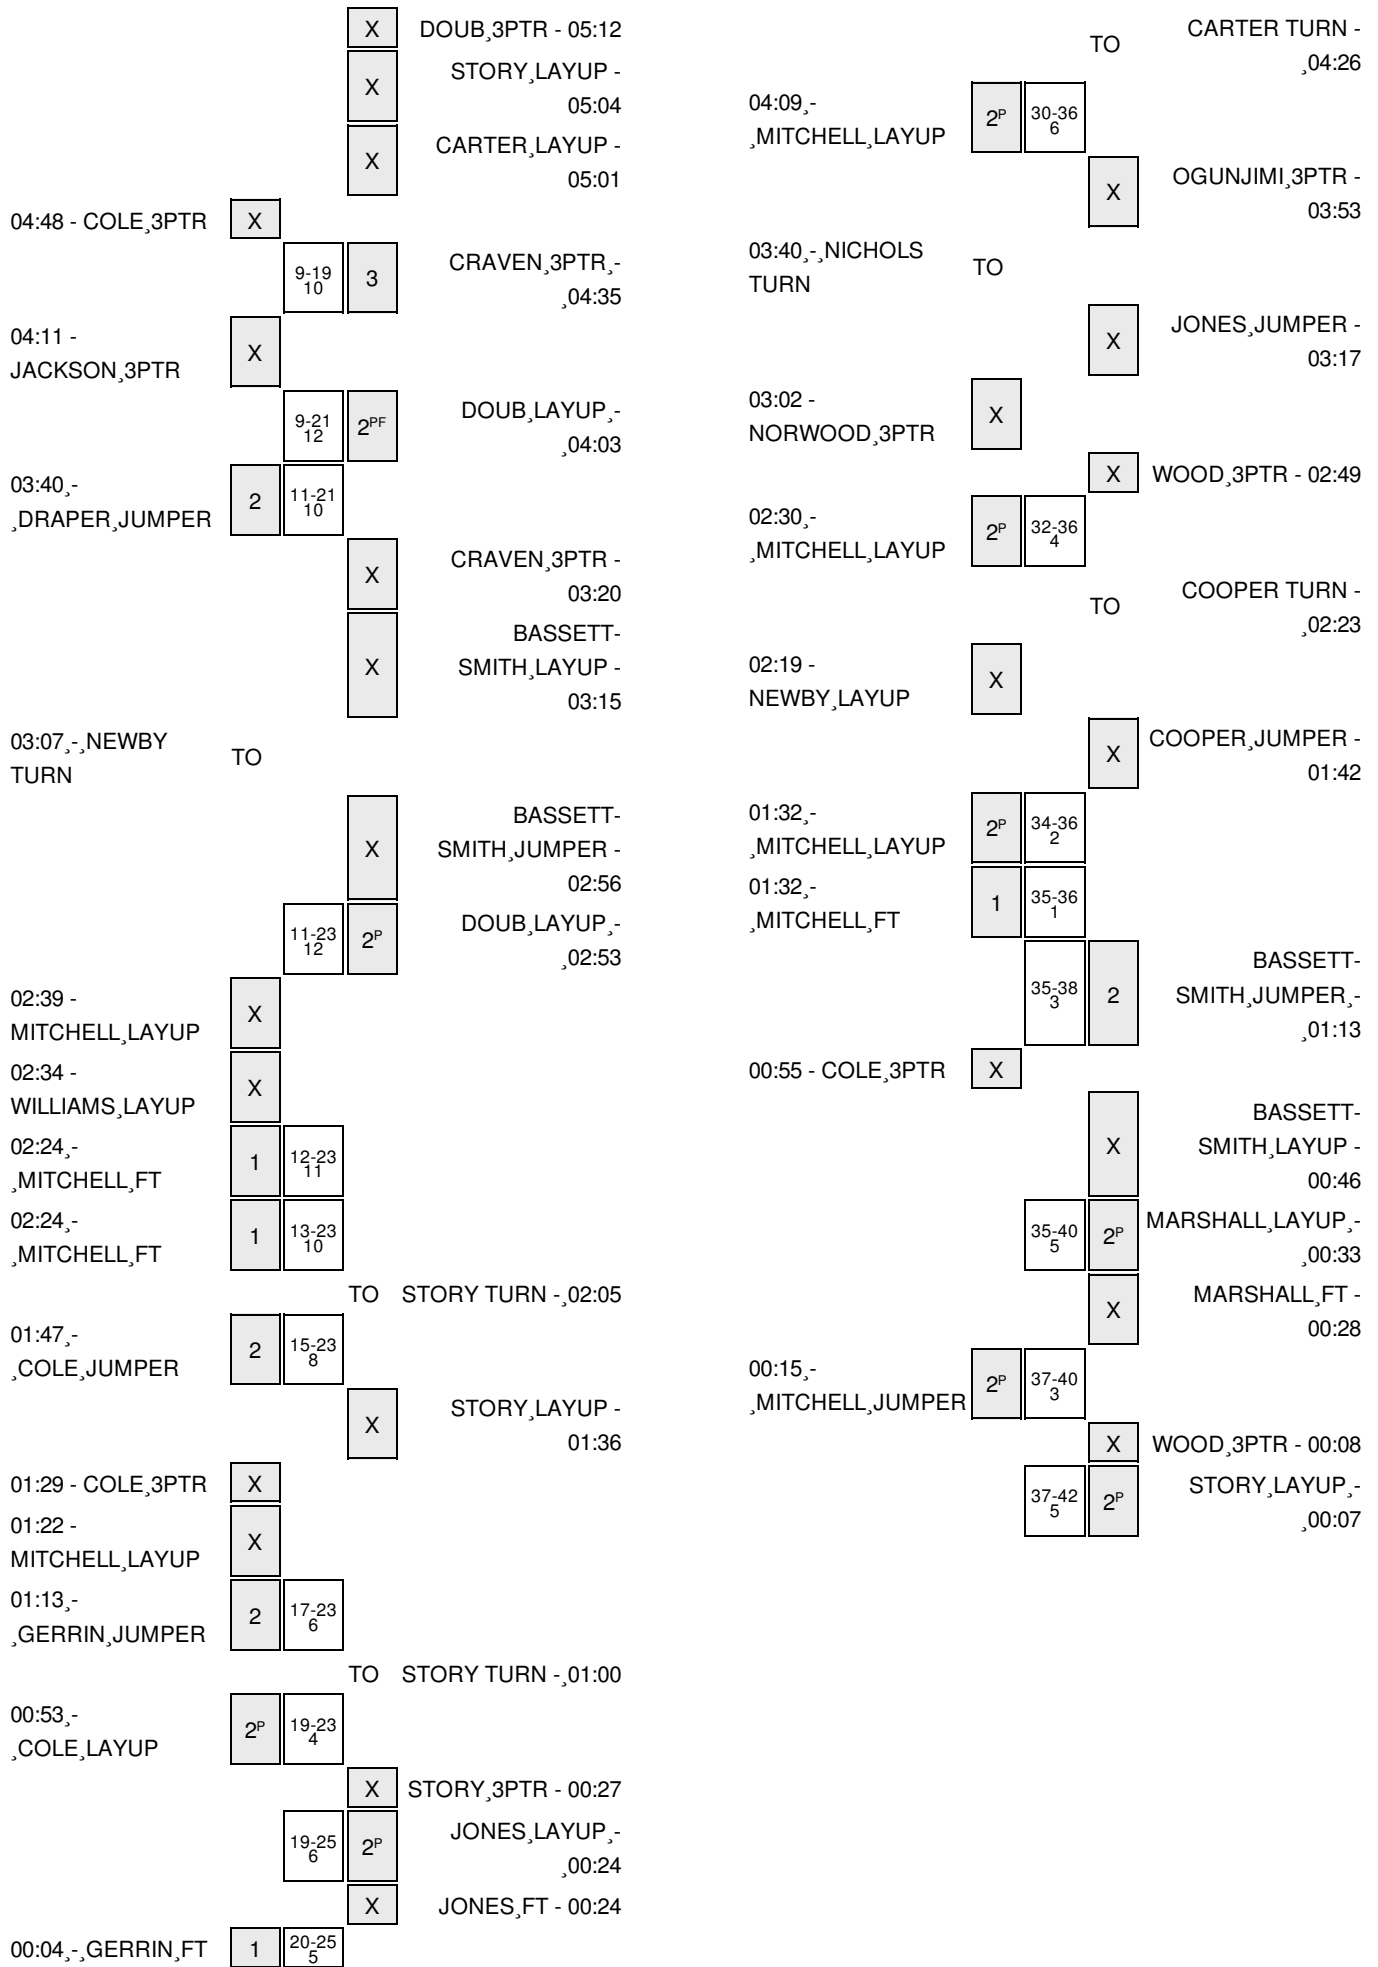 X DOUB¸3PTR - 05:12
X STORY¸LAYUP -
05:04
X CARTER¸LAYUP -
05:01
04:48 - COLE¸3PTR X
9-19
10 3 CRAVEN¸3PTR¸-
¸04:35
04:11 -
JACKSON¸3PTR X
9-21
12 2PF DOUB¸LAYUP¸-
¸04:03
03:40¸-
¸DRAPER¸JUMPER 2 11-21
10
X CRAVEN¸3PTR -
03:20
X BASSETT-
SMITH¸LAYUP -
03:15
03:07¸-¸NEWBY
TURN TO
X BASSETT-
SMITH¸JUMPER -
02:56
11-23
12 2P DOUB¸LAYUP¸-
¸02:53
02:39 -
MITCHELL¸LAYUP X
02:34 -
WILLIAMS¸LAYUP X
02:24¸-
¸MITCHELL¸FT 1 12-23
11
02:24¸-
¸MITCHELL¸FT 1 13-23
10
TO STORY TURN -¸02:05
01:47¸-
¸COLE¸JUMPER 2 15-23
8
X STORY¸LAYUP -
01:36
01:29 - COLE¸3PTR X
01:22 -
MITCHELL¸LAYUP X
01:13¸-
¸GERRIN¸JUMPER 2 17-23
6
TO STORY TURN -¸01:00
00:53¸-
¸COLE¸LAYUP 2P 19-23
4
X STORY¸3PTR - 00:27
19-25
6 2P JONES¸LAYUP¸-
¸00:24
X JONES¸FT - 00:24
00:04¸-¸GERRIN¸FT 1 20-25
5
TO CARTER TURN -
¸04:26
04:09¸-
¸MITCHELL¸LAYUP 2P 30-36
6
X OGUNJIMI¸3PTR -
03:53
03:40¸-¸NICHOLS
TURN TO
X JONES¸JUMPER -
03:17
03:02 -
NORWOOD¸3PTR X
X WOOD¸3PTR - 02:49
02:30¸-
¸MITCHELL¸LAYUP 2P 32-36
4
TO COOPER TURN -
¸02:23
02:19 -
NEWBY¸LAYUP X
X COOPER¸JUMPER -
01:42
01:32¸-
¸MITCHELL¸LAYUP 2P 34-36
2
01:32¸-
¸MITCHELL¸FT 1 35-36
1
35-38
3 2 BASSETT-
SMITH¸JUMPER¸-
¸01:13
00:55 - COLE¸3PTR X
X BASSETT-
SMITH¸LAYUP -
00:46
35-40
5 2P MARSHALL¸LAYUP¸-
¸00:33
X MARSHALL¸FT -
00:28
00:15¸-
¸MITCHELL¸JUMPER 2P 37-40
3
X WOOD¸3PTR - 00:08
37-42
5 2P STORY¸LAYUP¸-
¸00:07